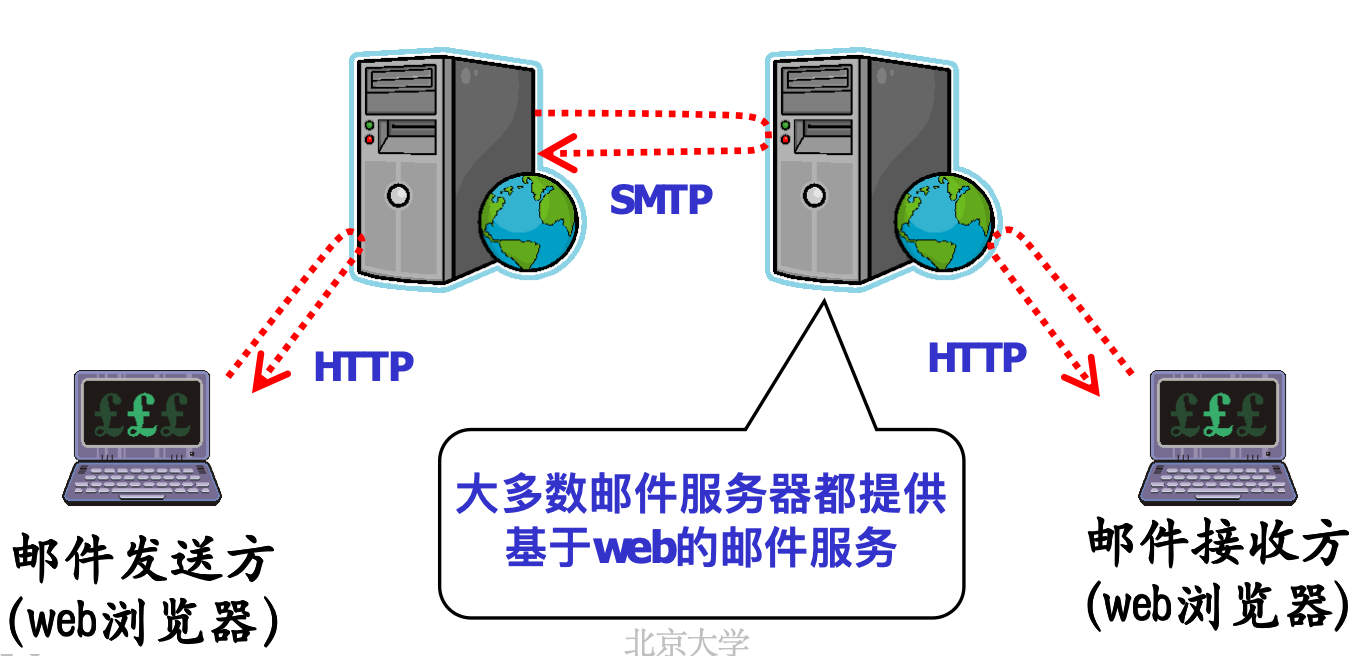 SMTP
HTTP
HTTP
大多数邮件服务器都提供
基于web的邮件服务
邮件发送方
(web浏览器)
邮件接收方
(web浏览器)
£££
£££
北京大学